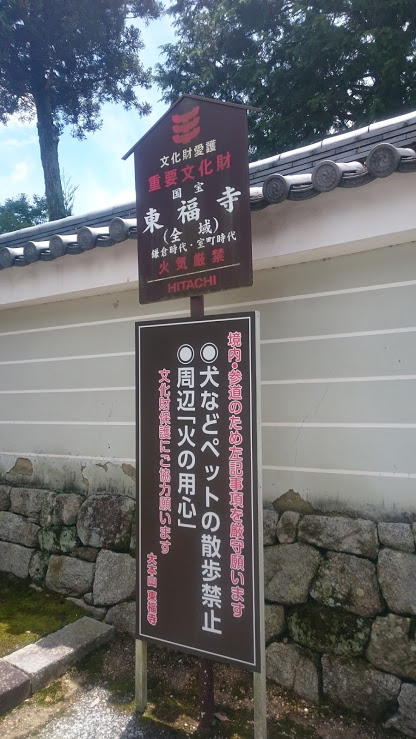 文化財愛護
重要文化財
国宝
東福寺
(全域)
鎌倉時代・室町時代
火気厳禁
HITACHI
境内・参道のため左記事項を厳守願います
●犬などペットの散歩禁止
●周辺「火の用心」
文化財保護にご協力願います
大本山 東福寺